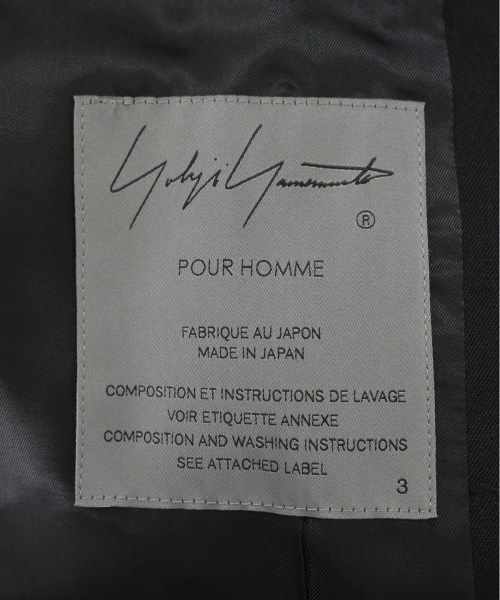 Yohji Yamamoto
®
POUR HOMME
FABRIQUE AU JAPON
MADE IN JAPAN
COMPOSITION ET INSTRUCTIONS DE LAVAGE
VOIR ETIQUETTE ANNEXE
COMPOSITION AND WASHING INSTRUCTIONS
SEE ATTACHED LABEL
3